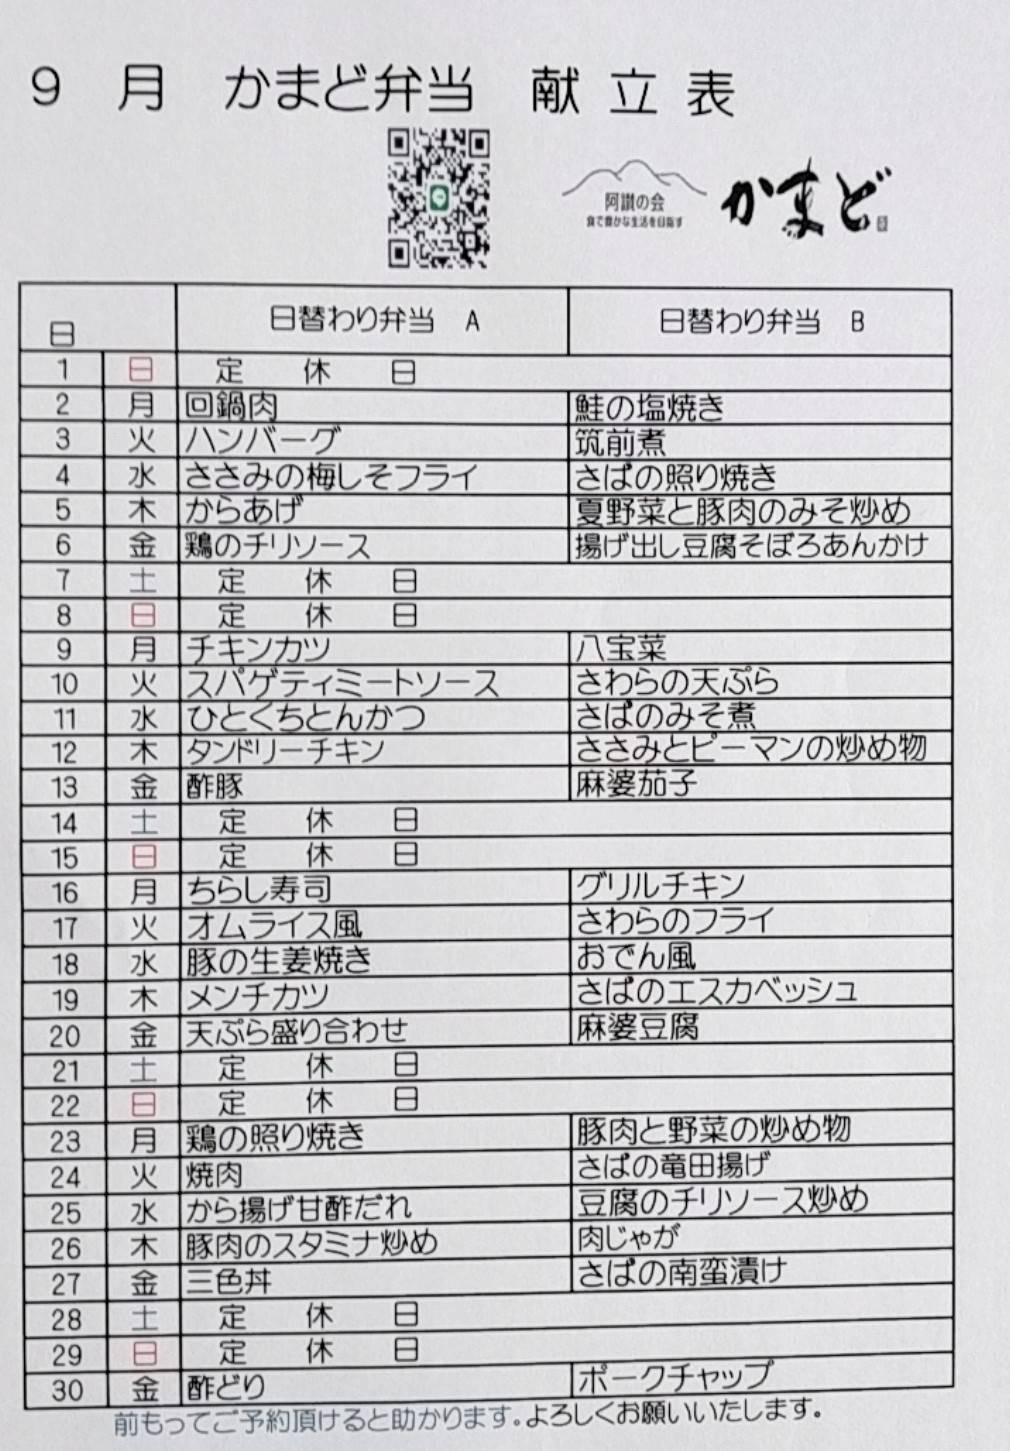 9 月 かまど弁当 献立表
阿讃の会
食で豊かな生活を目指す
かまど
日 日替わり弁当 A 日替わり弁当 B
1 日 定 休 日
2 月 回鍋肉 鮭の塩焼き
3 火 ハンバーグ 筑前煮
4 水 ささみの梅しそフライ さばの照り焼き
5 木 からあげ 夏野菜と豚肉のみそ炒め
6 金 鶏のチリソース 揚げ出し豆腐そぼろあんかけ
7 土 定 休 日
8 日 定 休 日
9 月 チキンカツ 八宝菜
10 火 スパゲティミートソース さわらの天ぷら
11 水 ひとくちとんかつ さばのみそ煮
12 木 タンドリーチキン ささみとピーマンの炒め物
13 金 酢豚 麻婆茄子
14 土 定 休 日
15 日 定 休 日
16 月 ちらし寿司 グリルチキン
17 火 オムライス風 さわらのフライ
18 水 豚の生姜焼き おでん風
19 木 メンチカツ さばのエスカベッシュ
20 金 天ぷら盛り合わせ 麻婆豆腐
21 土 定 休 日
22 日 定 休 日
23 月 鶏の照り焼き 豚肉と野菜の炒め物
24 火 焼肉 さばの竜田揚げ
25 水 から揚げ甘酢だれ 豆腐のチリソース炒め
26 木 豚肉のスタミナ炒め 肉じゃが
27 金 三色丼 さばの南蛮漬け
28 土 定 休 日
29 日 定 休 日
30 金 酢どり ポークチャップ
前もってご予約頂けると助かります。よろしくお願いいたします。